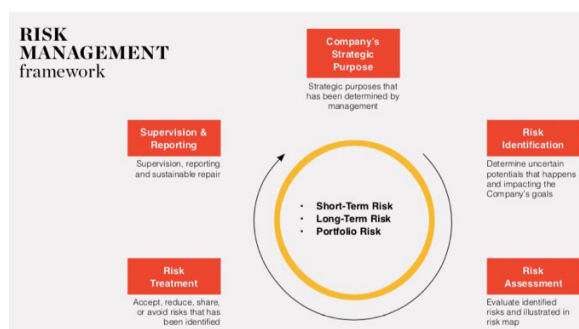 RISK
MANAGEMENT
framework
Company's
Strategic
Purpose
Strategic purposes that
has been determined by
management
Supervision &
Reporting
Supervision, reporting
and sustainable repair
Risk
Identification
Determine uncertain
potentials that happens
and impacting the
Company's goals
• Short-Term Risk
• Long-Term Risk
• Portfolio Risk
Risk
Treatment
Accept, reduce, share,
or avoid risks that has
been identified
Risk
Assessment
Evaluate identified
risks and illustrated in
risk map